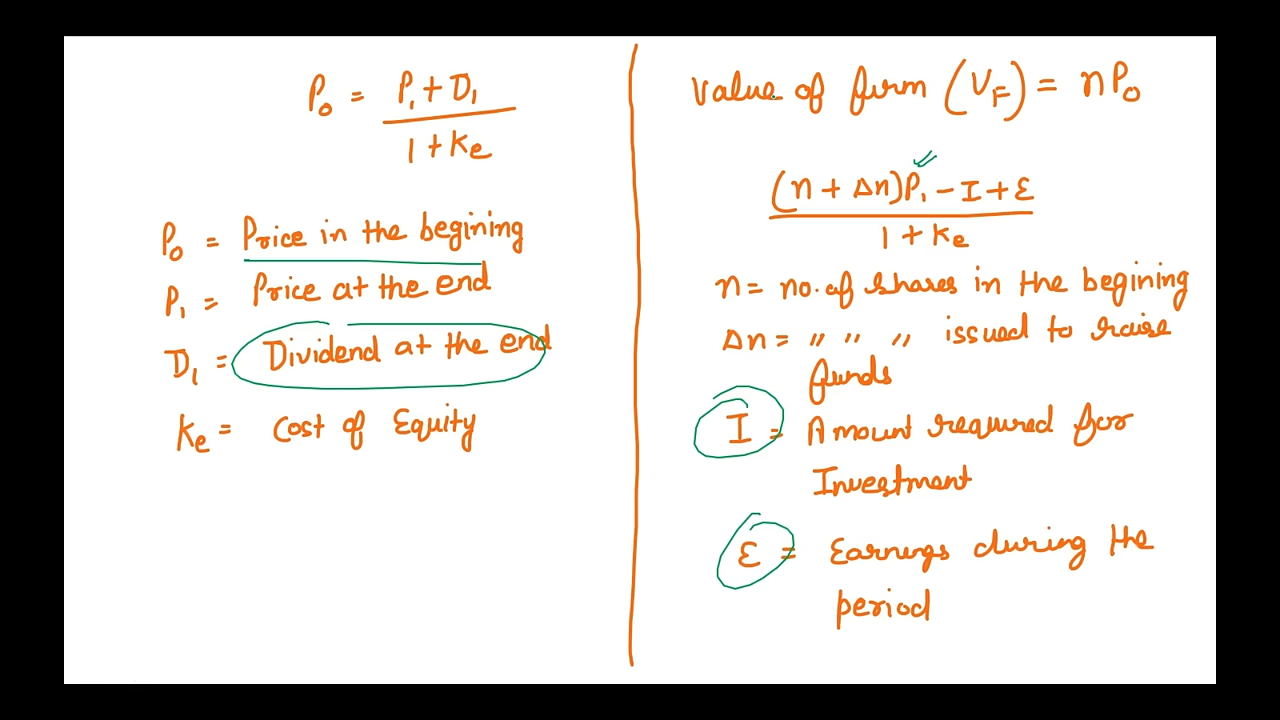 P₀ = P₁ + D₁
1 + Ke
P₀ = Price in the begining
P₁ = Price at the end
D₁ = Dividend at the end
Ke = Cost of Equity
Value of firm (VF) = nP₀
(n + Δn)P₁ - I + E
1 + Ke
n = no. of shares in the begining
Δn = " " " issued to raise
funds
I = Amount required for
Investment
E = Earnings during the
period